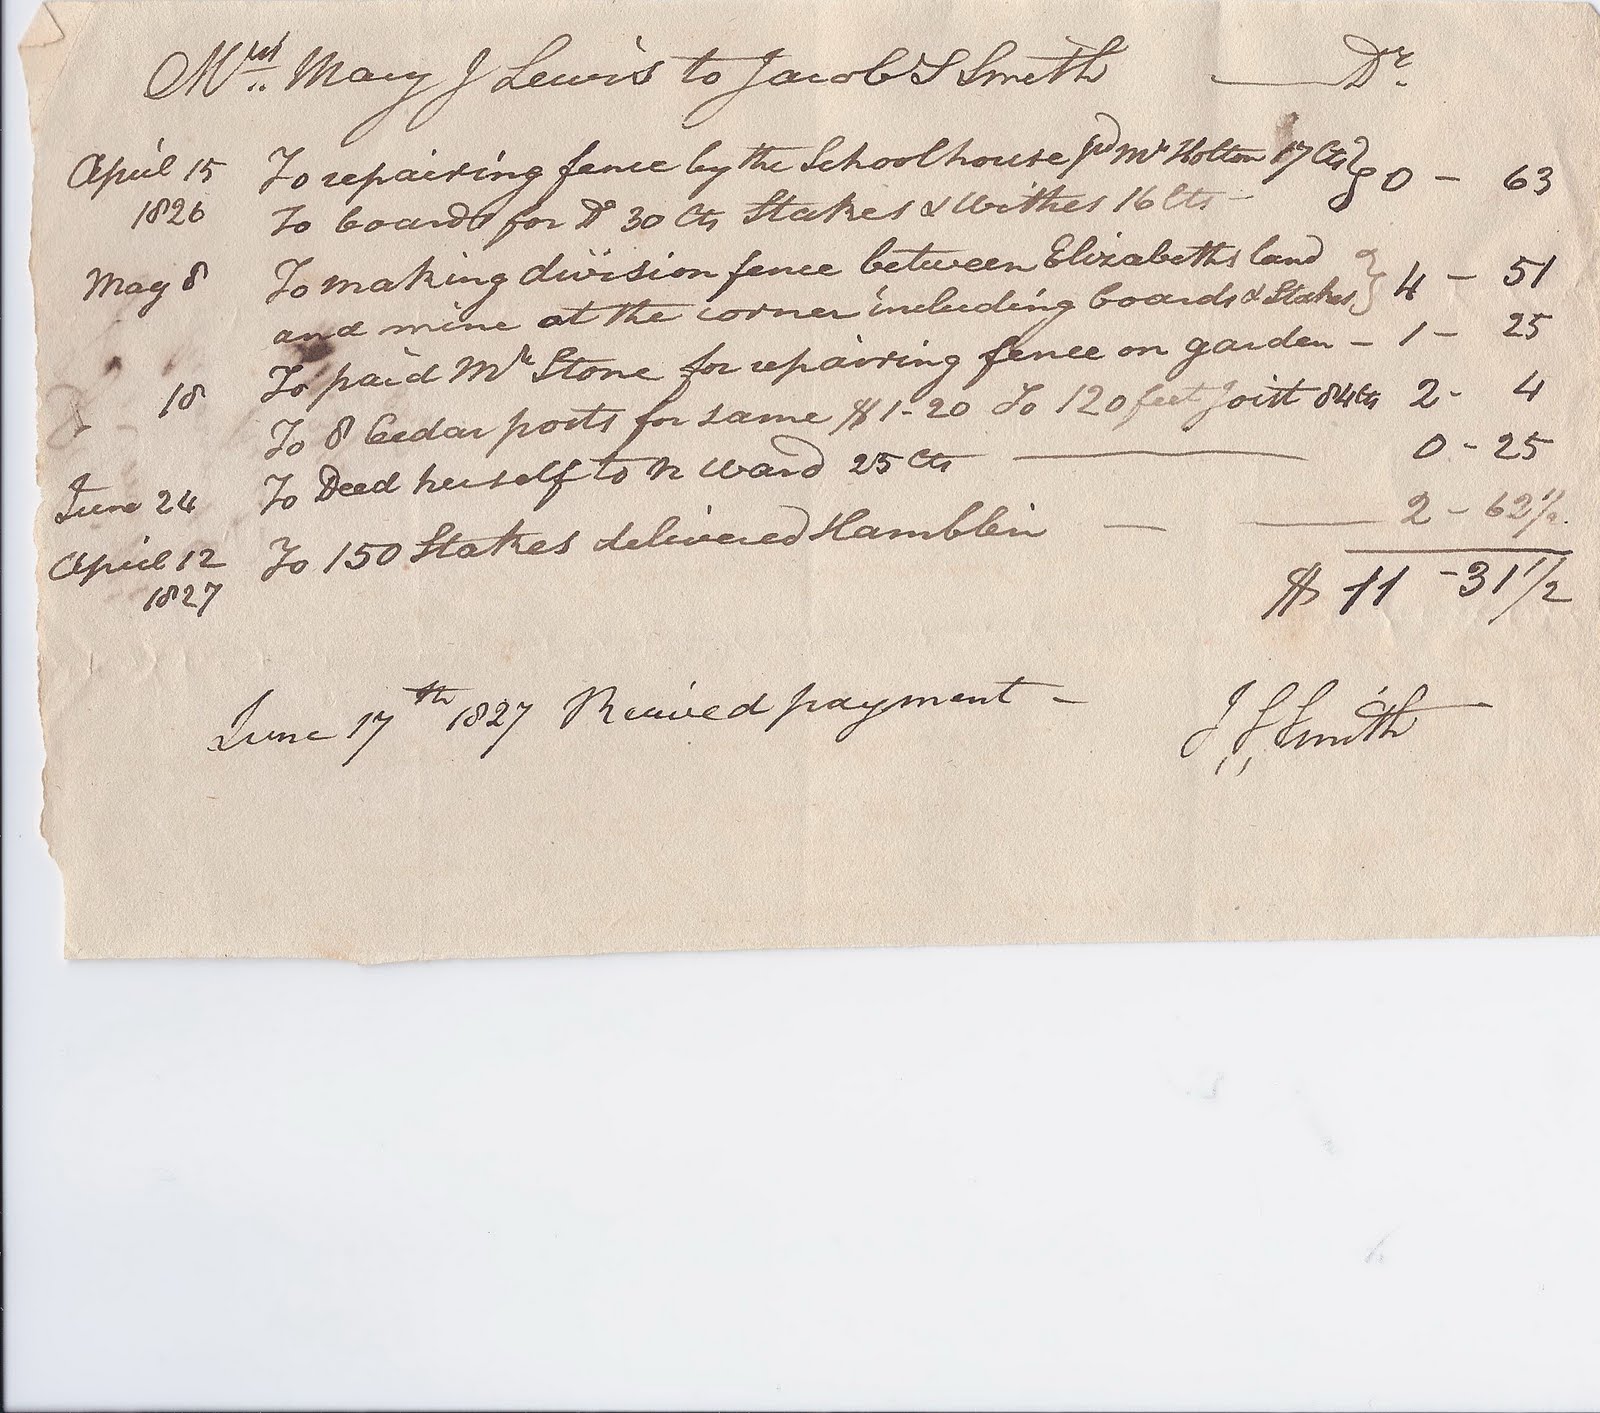 Mrs. Mary J Lewis to Jacob S Smith —— Dr.
April 15 To repairing fence by the Schoolhouse pd Mr Holton 17 Cts } 0 - 63
1826 To boards for Do 30 Cts Stakes & Withes 16 Cts -
May 8 To making division fence between Elizabeths land } 4 - 51
and mine at the corner including boards & Stakes
18 To paid Mr Stone for repairing fence on garden - 1 - 25
To 8 Cedar posts for same $1-20 To 120 feet Joist 84 Cts 2 - 4
June 24 To Deed herself to N Ward 25 Cts —— 0 - 25
April 12 To 150 Stakes delivered Hamblin — —— 2 - 62 1/2.
1827
$ 11 - 31 1/2
June 17th 1827 Received payment - J, S, Smith